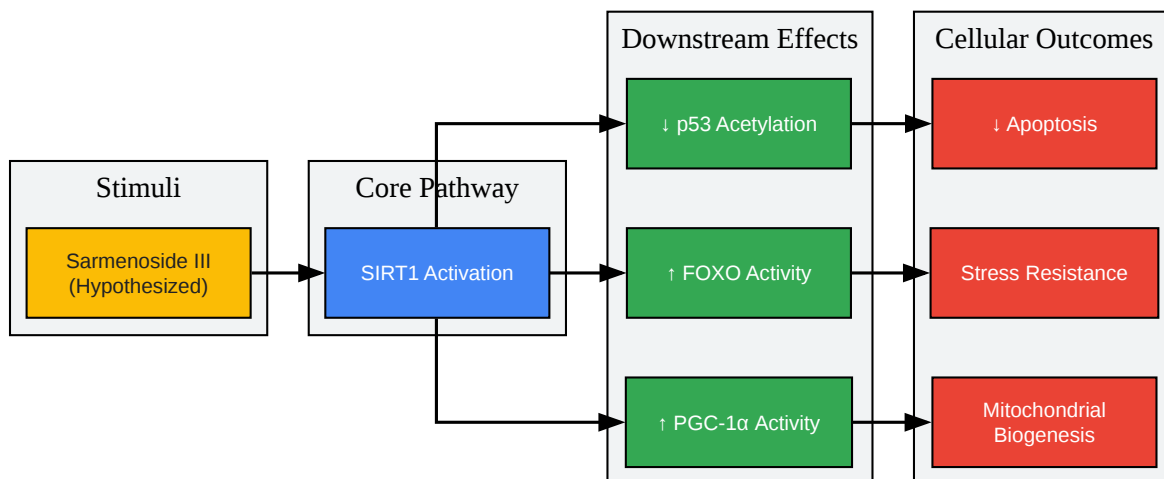 Stimuli
Sarmenoside III
(Hypothesized)
Core Pathway
SIRT1 Activation
Downstream Effects
↓ p53 Acetylation
↑ FOXO Activity
↑ PGC-1α Activity
Cellular Outcomes
↓ Apoptosis
Stress Resistance
Mitochondrial
Biogenesis